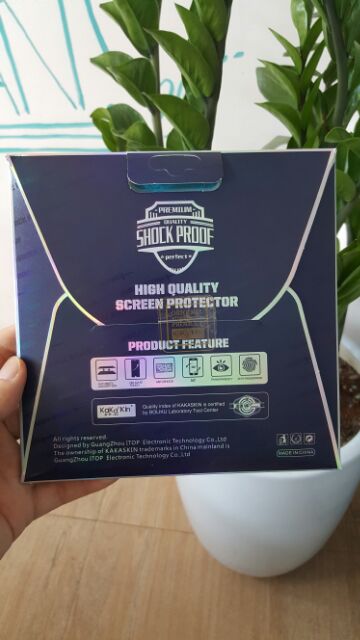 PREMIUM
QUALITY
SHOCK PROOF
perfect
HIGH QUALITY
SCREEN PROTECTOR
PRODUCT FEATURE
KaKa Kin
Quality index of KAKASKIN is certified
by Laboratory Test Center
All rights reserved.
Designed by GuangZhou ITOP Electronic Technology Co.,Ltd
The ownership of KAKASKIN trademarks in China mainland is
GuangZhou ITOP Electronic Technology Co.,Ltd
MADE IN CHINA